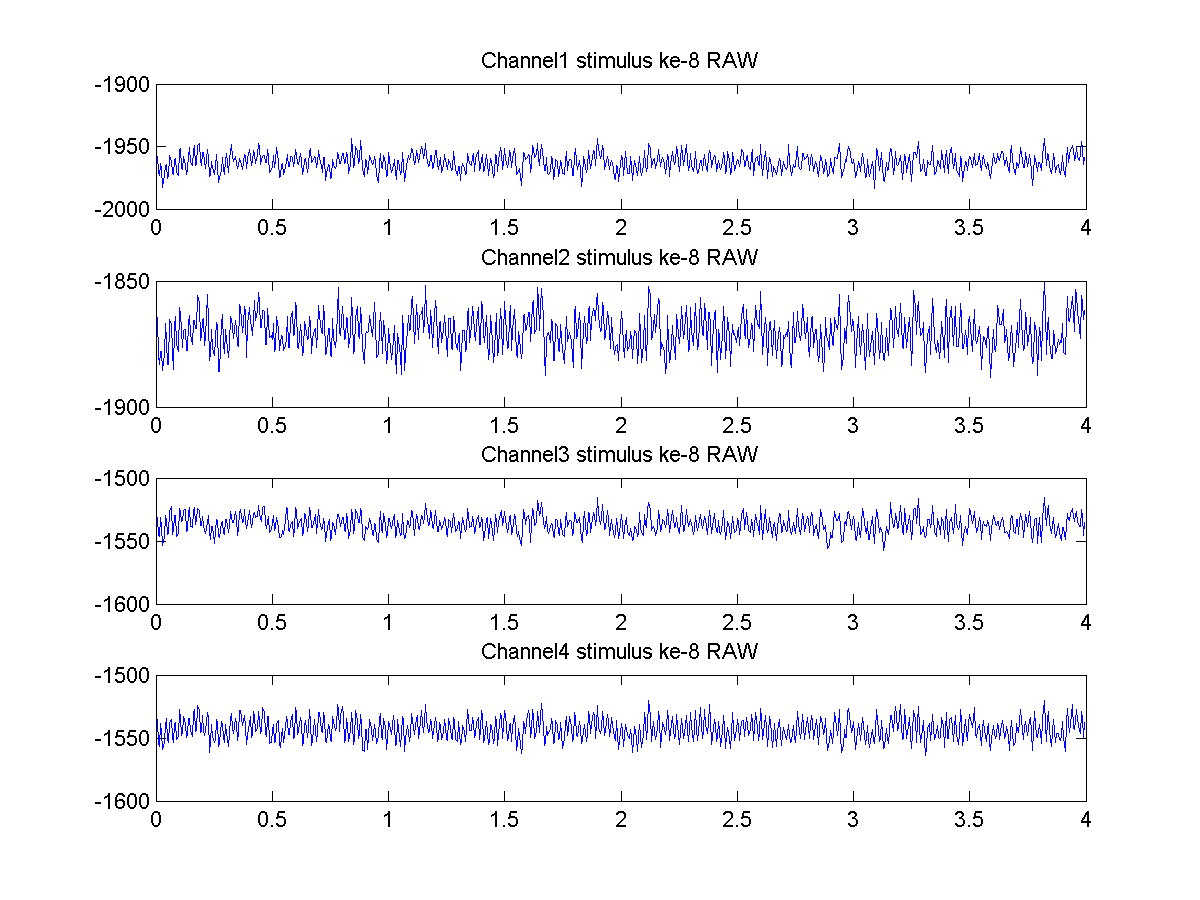 Channel1 stimulus ke-8 RAW
-1900
-1950
-2000
0 0.5 1 1.5 2 2.5 3 3.5 4
Channel2 stimulus ke-8 RAW
-1850
-1900
0 0.5 1 1.5 2 2.5 3 3.5 4
Channel3 stimulus ke-8 RAW
-1500
-1550
-1600
0 0.5 1 1.5 2 2.5 3 3.5 4
Channel4 stimulus ke-8 RAW
-1500
-1550
-1600
0 0.5 1 1.5 2 2.5 3 3.5 4